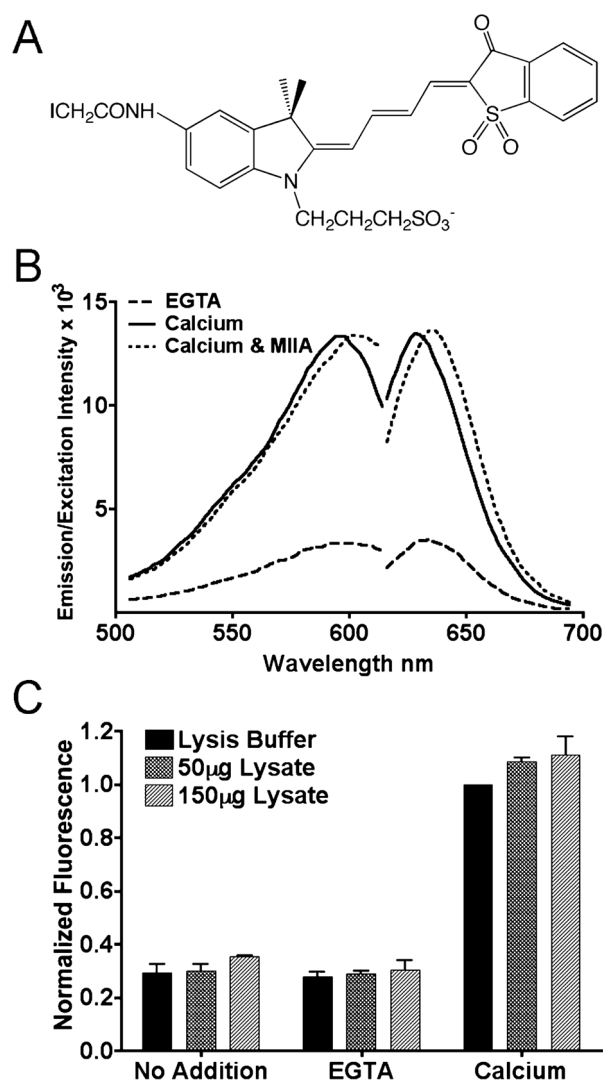 A
O
ICH₂CONH
S
O O
N
CH₂CH₂CH₂SO₃⁻
B
Emission/Excitation Intensity x 10³
15
10
5
EGTA
Calcium
Calcium & MIIA
500 550 600 650 700
Wavelength nm
C
Normalized Fluorescence
1.2
1.0
0.8
0.6
0.4
0.2
0.0
Lysis Buffer
50µg Lysate
150µg Lysate
No Addition EGTA Calcium